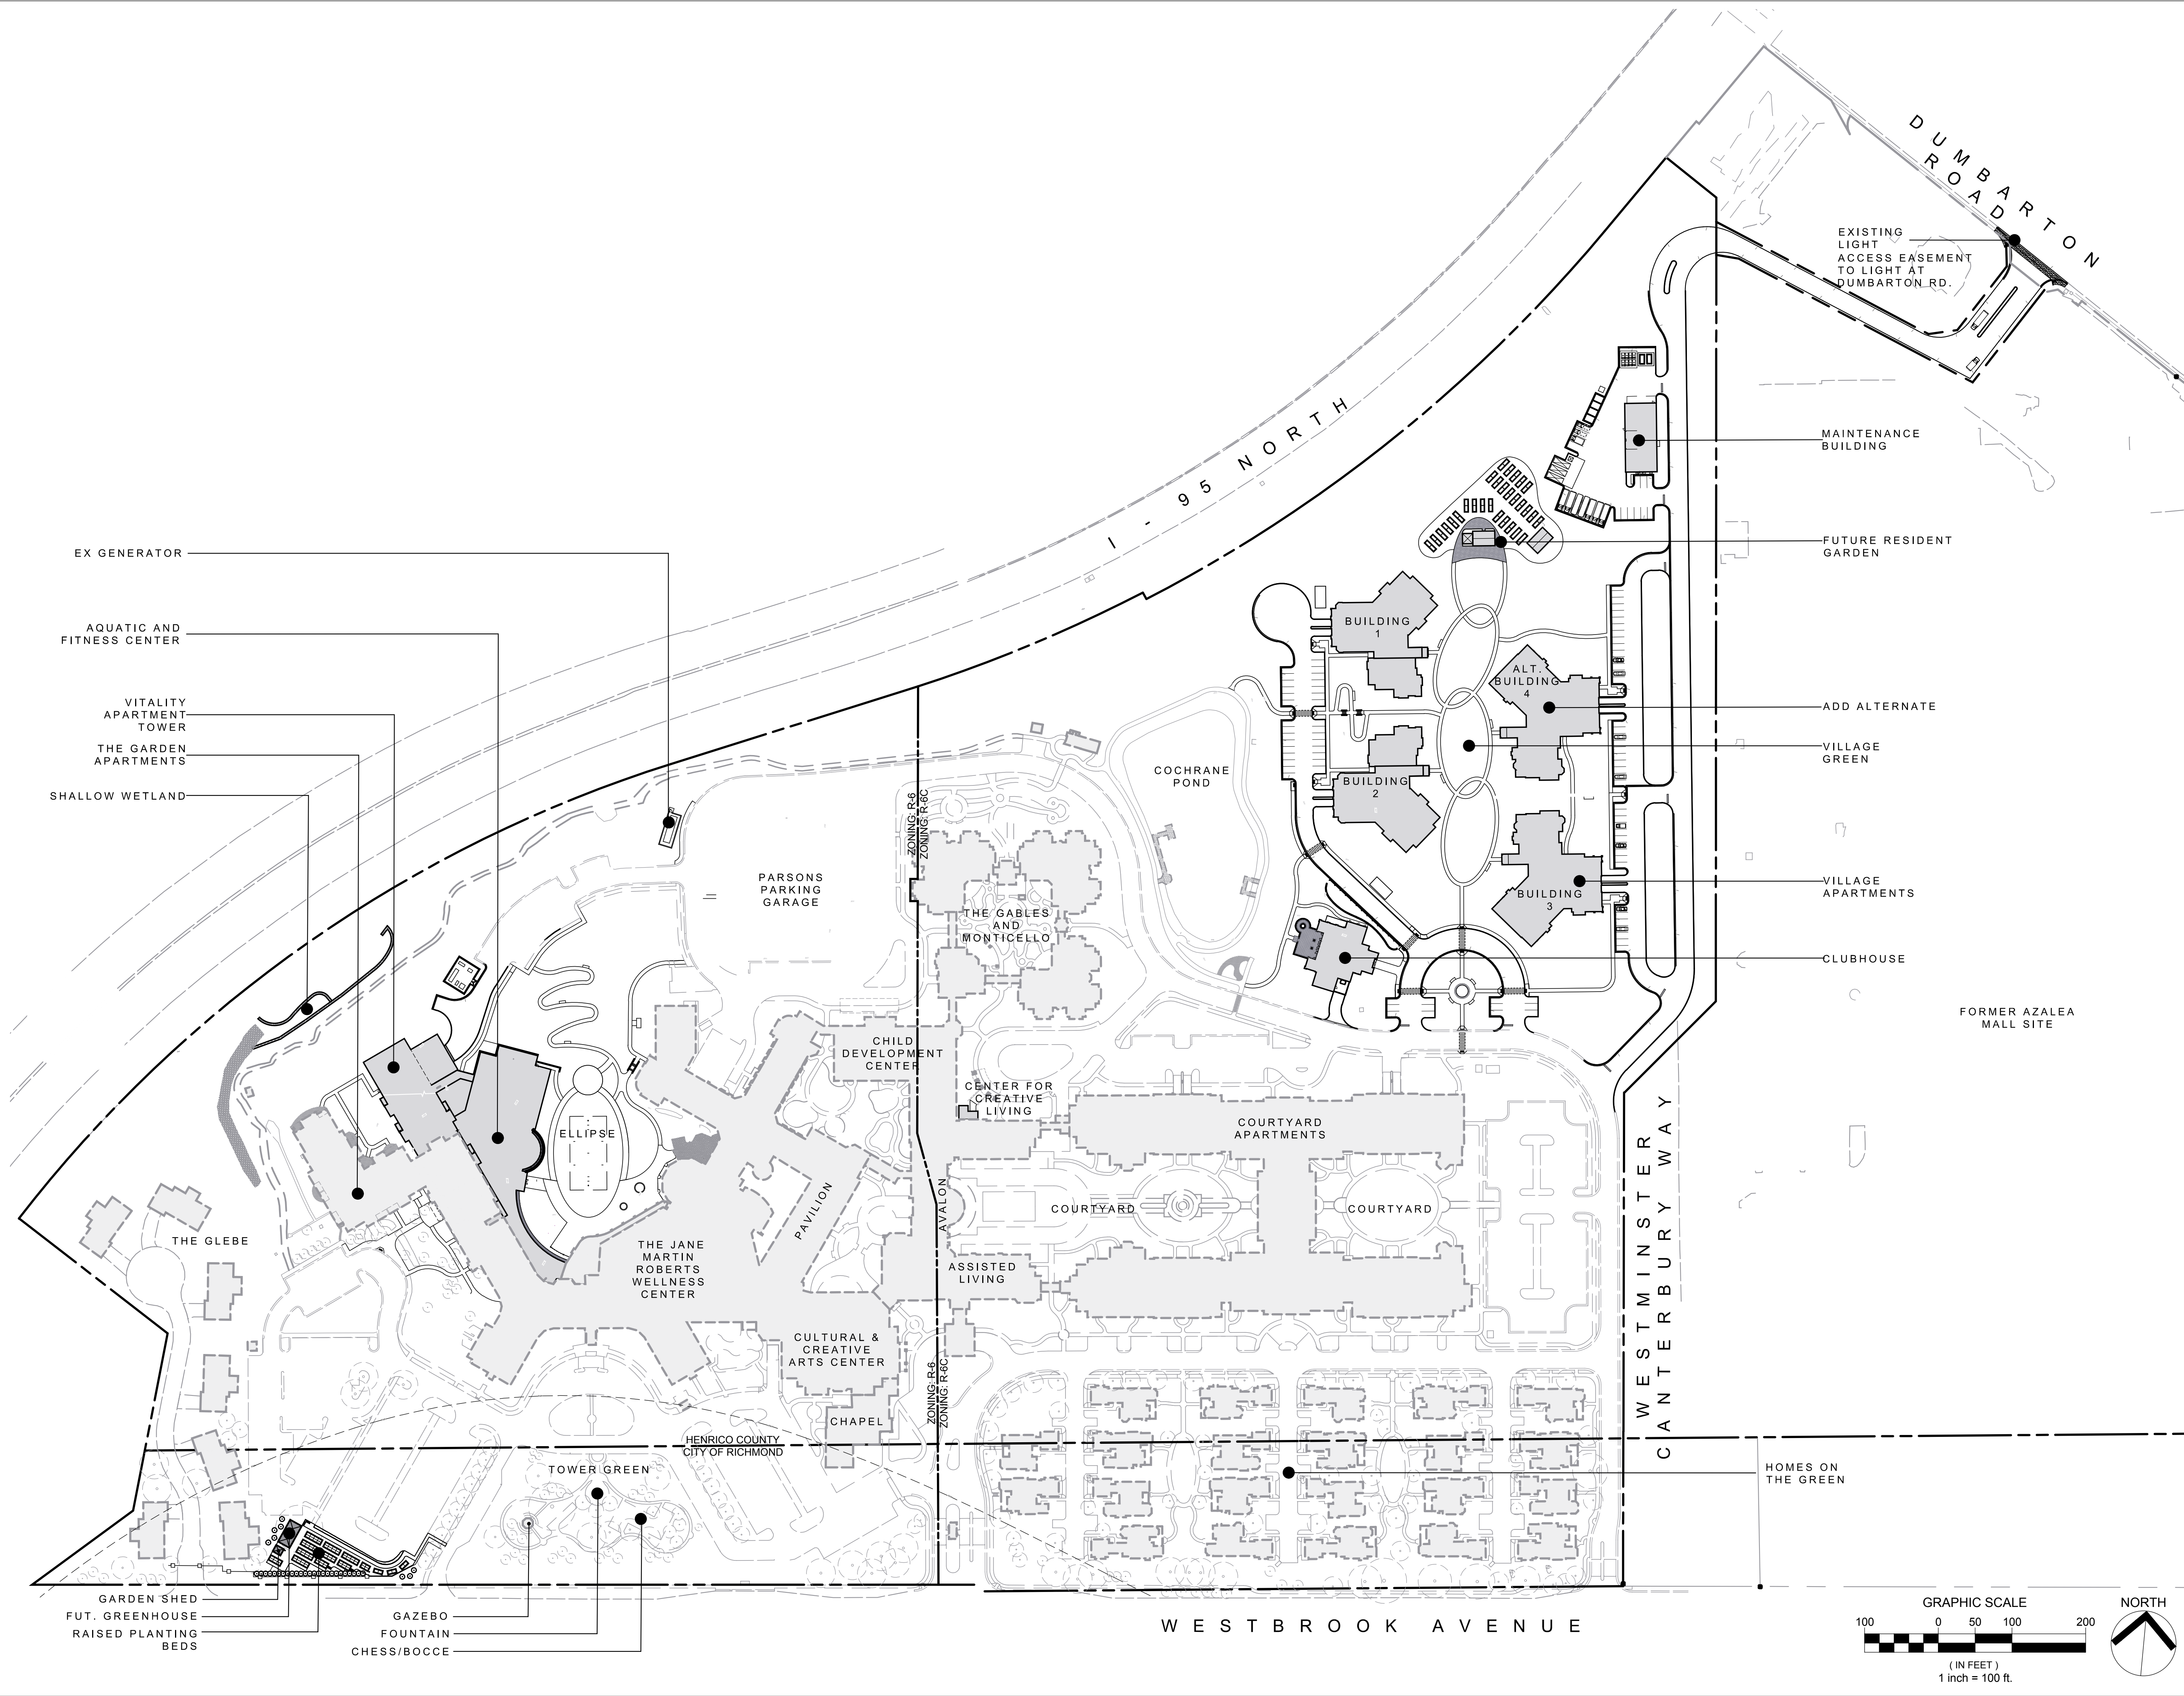 DUMBARTON
ROAD
EXISTING
LIGHT
ACCESS EASEMENT
TO LIGHT AT
DUMBARTON RD.
I - 95 NORTH
MAINTENANCE
BUILDING
EX GENERATOR
FUTURE RESIDENT
GARDEN
AQUATIC AND
FITNESS CENTER
BUILDING
1
ALT.
BUILDING
4
VITALITY
APARTMENT
TOWER
ADD ALTERNATE
THE GARDEN
APARTMENTS
VILLAGE
GREEN
SHALLOW WETLAND
COCHRANE
POND
BUILDING
2
ZONING: R-6
ZONING: R-6C
PARSONS
PARKING
GARAGE
VILLAGE
APARTMENTS
BUILDING
3
THE GABLES
AND
MONTICELLO
CLUBHOUSE
FORMER AZALEA
MALL SITE
CHILD
DEVELOPMENT
CENTER
CENTER FOR
CREATIVE
LIVING
ELLIPSE
COURTYARD
APARTMENTS
WESTMINSTER
CANTERBURY WAY
PAVILION
AVALON
COURTYARD
COURTYARD
THE GLEBE
THE JANE
MARTIN
ROBERTS
WELLNESS
CENTER
ASSISTED
LIVING
CULTURAL &
CREATIVE
ARTS CENTER
ZONING: R-6
ZONING: R-6C
CHAPEL
HENRICO COUNTY
CITY OF RICHMOND
TOWER GREEN
HOMES ON
THE GREEN
GARDEN SHED
FUT. GREENHOUSE
RAISED PLANTING
BEDS
GAZEBO
FOUNTAIN
CHESS/BOCCE
WESTBROOK AVENUE
GRAPHIC SCALE
100 0 50 100 200
( IN FEET )
1 inch = 100 ft.
NORTH